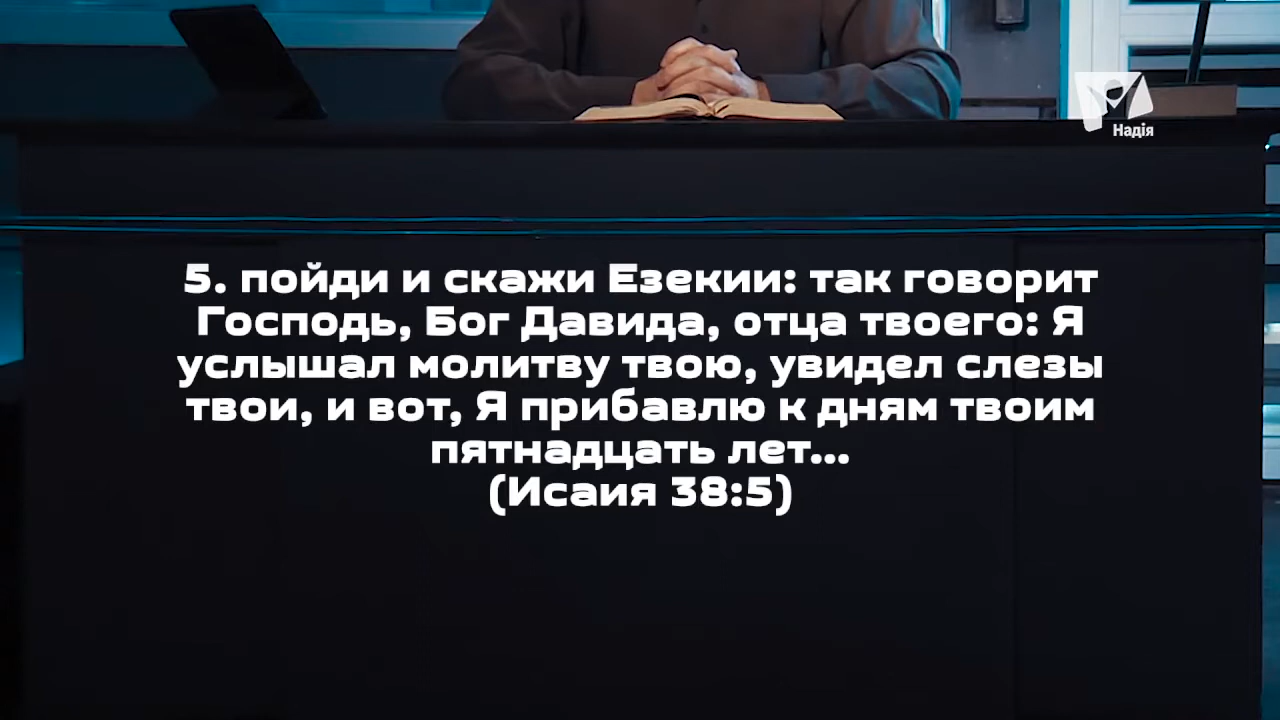 Надія
5. пойди и скажи Езекии: так говорит
Господь, Бог Давида, отца твоего: Я
услышал молитву твою, увидел слезы
твои, и вот, Я прибавлю к дням твоим
пятнадцать лет...
(Исаия 38:5)